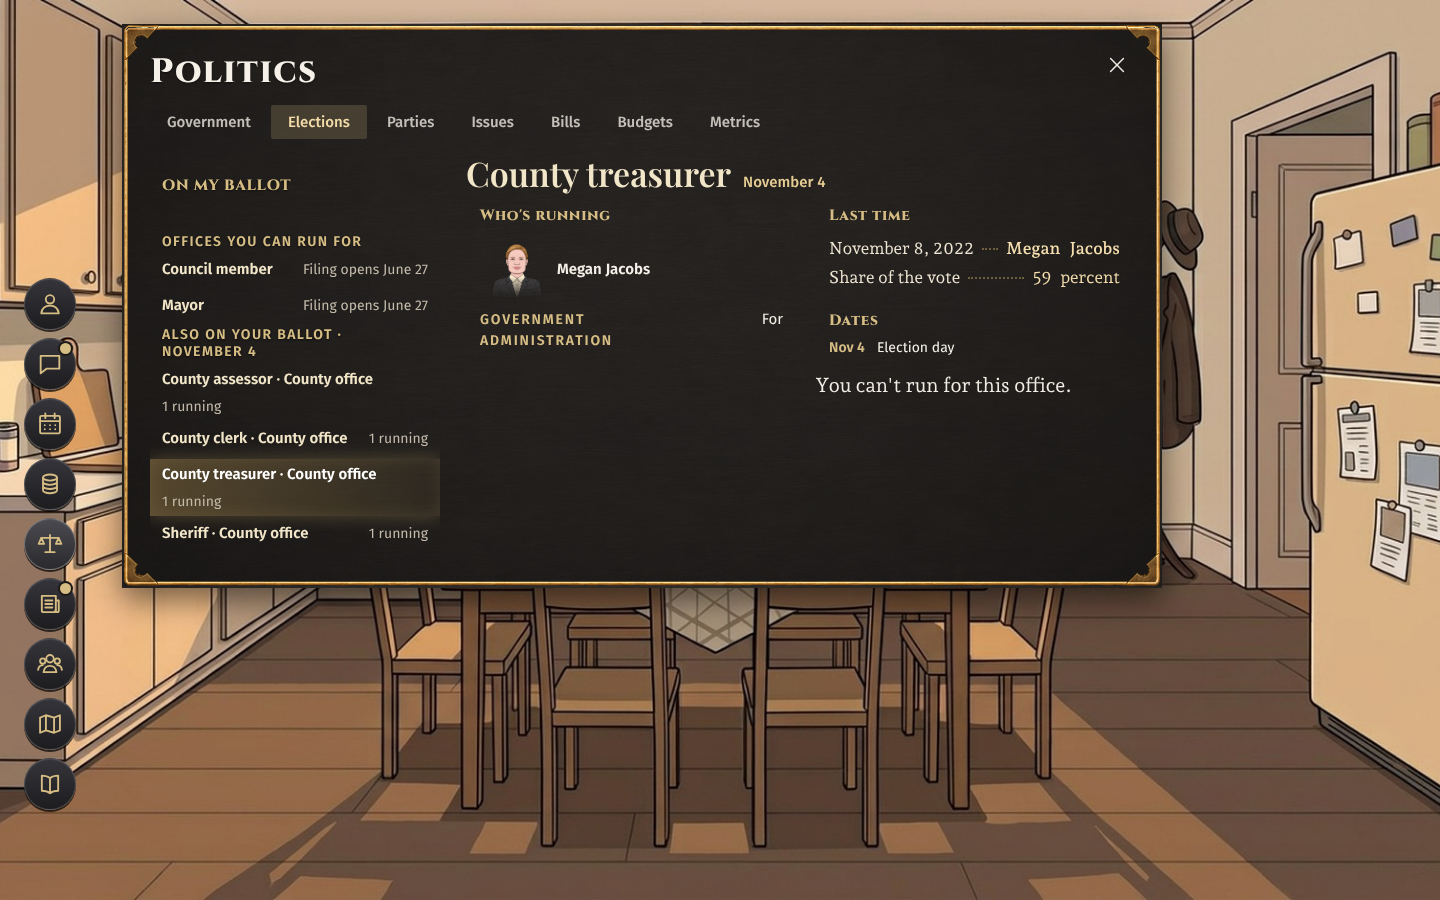 Politics
Government Elections Parties Issues Bills Budgets Metrics
On my ballot
OFFICES YOU CAN RUN FOR
Council member Filing opens June 27
Mayor Filing opens June 27
ALSO ON YOUR BALLOT ·
NOVEMBER 4
County assessor · County office
1 running
County clerk · County office 1 running
County treasurer · County office
1 running
Sheriff · County office 1 running
County treasurer November 4
Who's running
Megan Jacobs
GOVERNMENT For
ADMINISTRATION
Last time
November 8, 2022 Megan Jacobs
Share of the vote 59 percent
Dates
Nov 4 Election day
You can't run for this office.